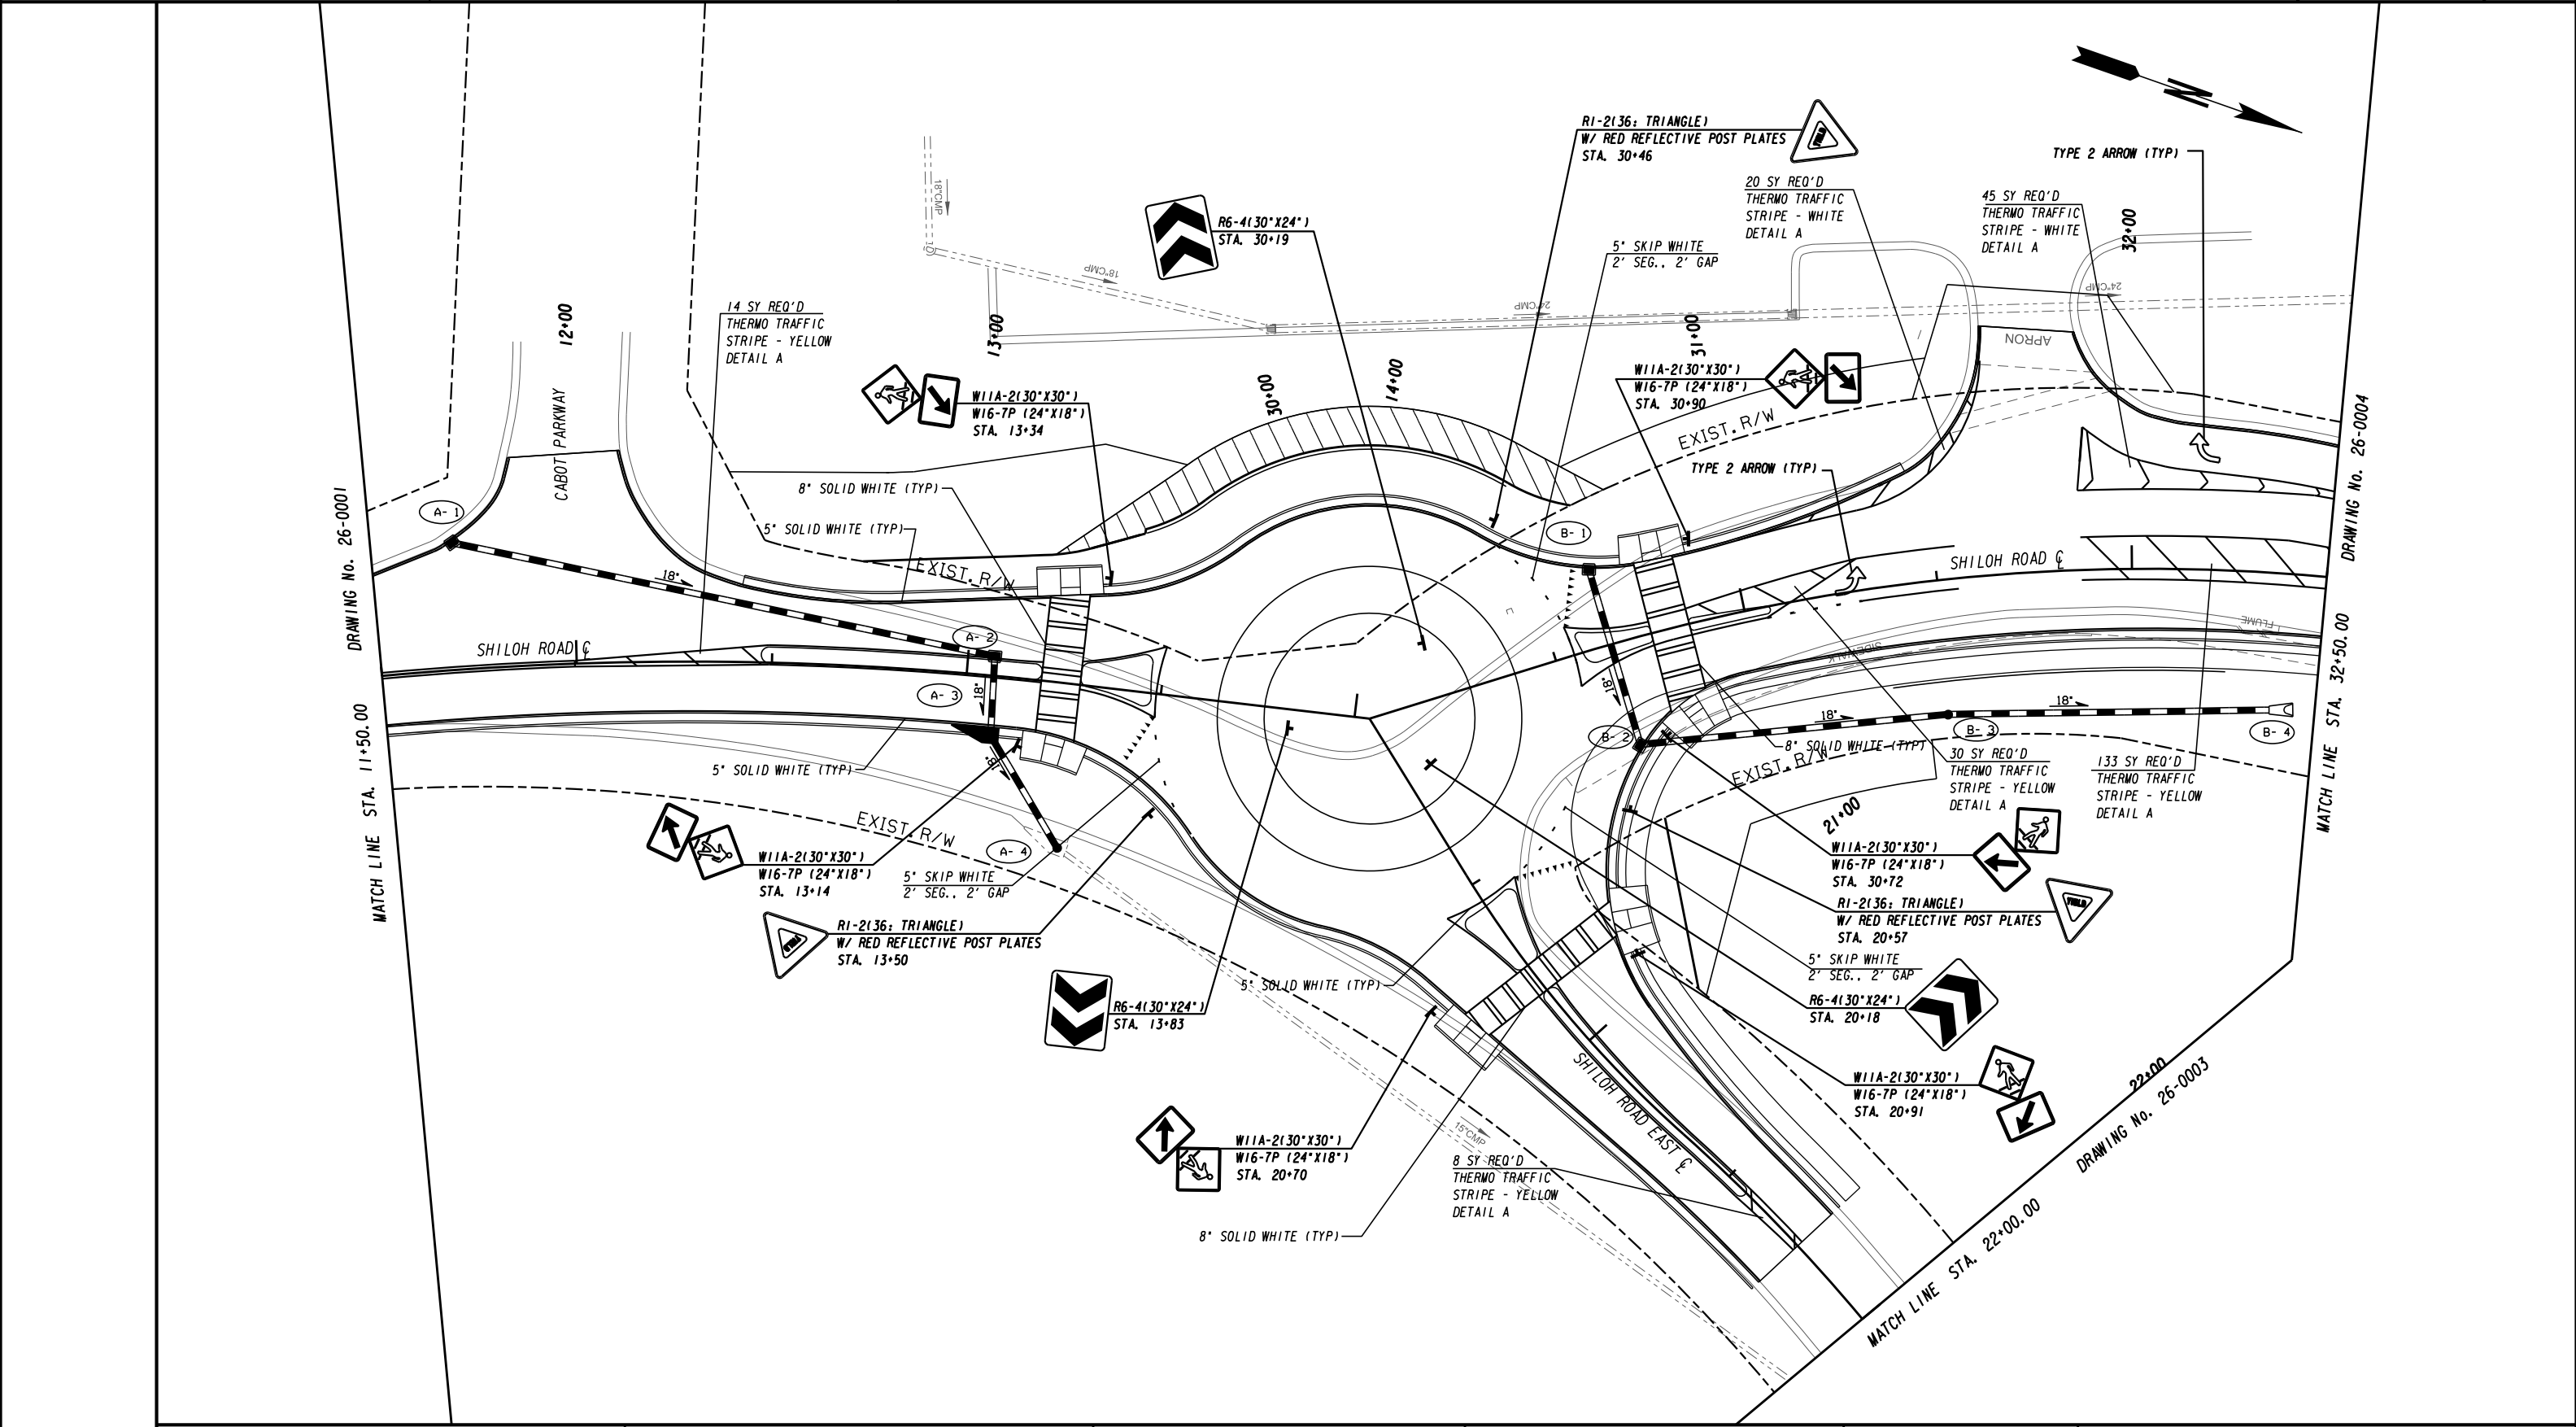 R1-2(36: TRIANGLE)
W/ RED REFLECTIVE POST PLATES
STA. 30+46
YIELD
TYPE 2 ARROW (TYP)
N
18"CMP
R6-4(30"X24")
STA. 30+19
20 SY REQ'D
THERMO TRAFFIC
STRIPE - WHITE
DETAIL A
45 SY REQ'D
THERMO TRAFFIC
STRIPE - WHITE
DETAIL A
32+00
5" SKIP WHITE
2' SEG., 2' GAP
18"CMP
24"CMP
24"CMP
14 SY REQ'D
THERMO TRAFFIC
STRIPE - YELLOW
DETAIL A
12+00
13+00
31+00
APRON
30+00
14+00
W11A-2(30"X30")
W16-7P (24"X18")
STA. 13+34
W11A-2(30"X30")
W16-7P (24"X18")
STA. 30+90
CABOT PARKWAY
EXIST. R/W
DRAWING No. 26-0004
TYPE 2 ARROW (TYP)
8" SOLID WHITE (TYP)
A- 1
5" SOLID WHITE (TYP)
B- 1
DRAWING No. 26-0001
EXIST. R/W
18"
SHILOH ROAD ℄
FLUME
SIDEWALK
SHILOH ROAD ℄
A- 2
A- 3
18"
18"
18"
18"
B- 2
B- 3
B- 4
MATCH LINE STA. 11+50.00
MATCH LINE STA. 32+50.00
8" SOLID WHITE (TYP)
EXIST. R/W
5" SOLID WHITE (TYP)
18"
30 SY REQ'D
THERMO TRAFFIC
STRIPE - YELLOW
DETAIL A
133 SY REQ'D
THERMO TRAFFIC
STRIPE - YELLOW
DETAIL A
21+00
EXIST. R/W
A- 4
W11A-2(30"X30")
W16-7P (24"X18")
STA. 13+14
5" SKIP WHITE
2' SEG., 2' GAP
W11A-2(30"X30")
W16-7P (24"X18")
STA. 30+72
R1-2(36: TRIANGLE)
W/ RED REFLECTIVE POST PLATES
STA. 13+50
YIELD
R1-2(36: TRIANGLE)
W/ RED REFLECTIVE POST PLATES
STA. 20+57
YIELD
5" SKIP WHITE
2' SEG., 2' GAP
5" SOLID WHITE (TYP)
R6-4(30"X24")
STA. 13+83
R6-4(30"X24")
STA. 20+18
SHILOH ROAD EAST ℄
W11A-2(30"X30")
W16-7P (24"X18")
STA. 20+91
22+00
DRAWING No. 26-0003
15"CMP
W11A-2(30"X30")
W16-7P (24"X18")
STA. 20+70
8 SY REQ'D
THERMO TRAFFIC
STRIPE - YELLOW
DETAIL A
8" SOLID WHITE (TYP)
MATCH LINE STA. 22+00.00